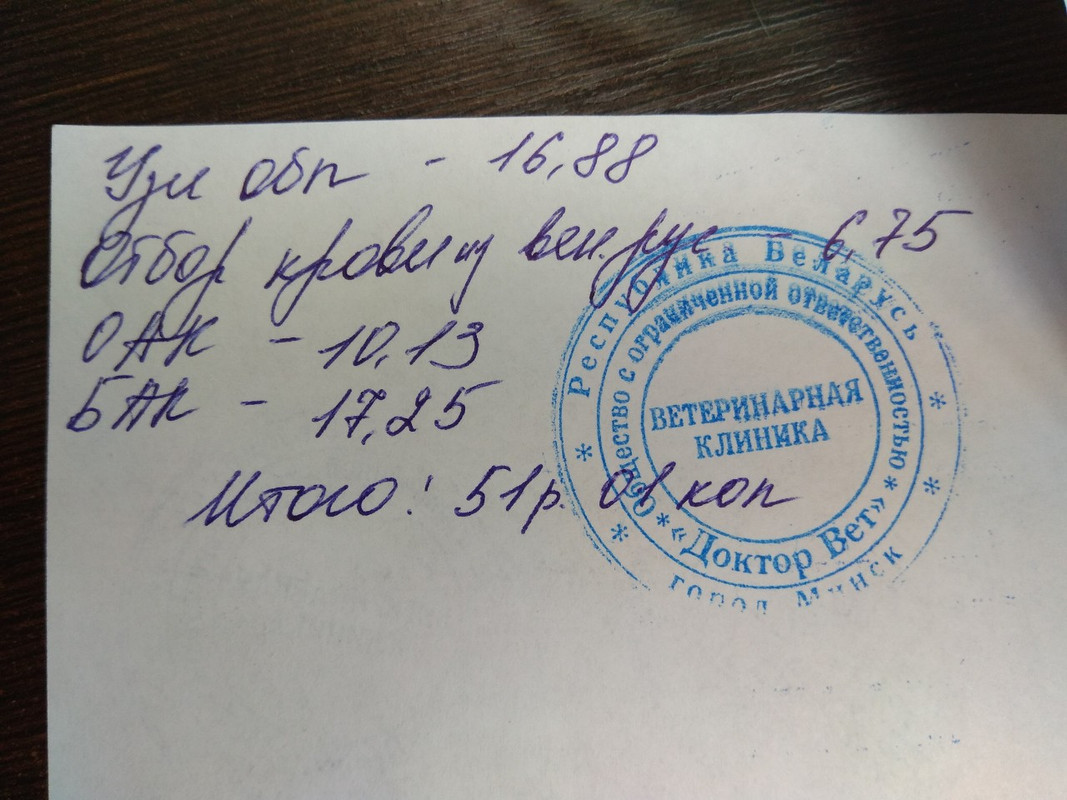 Узи обп - 16,88
Отбор крови из вен.рус - 6,75
ОАК - 10,13
БАК - 17,25
Итого: 51р. 01 коп
Республика Беларусь
Общество с ограниченной ответственностью
ВЕТЕРИНАРНАЯ
КЛИНИКА
* «Доктор Вет» *
* город Минск *